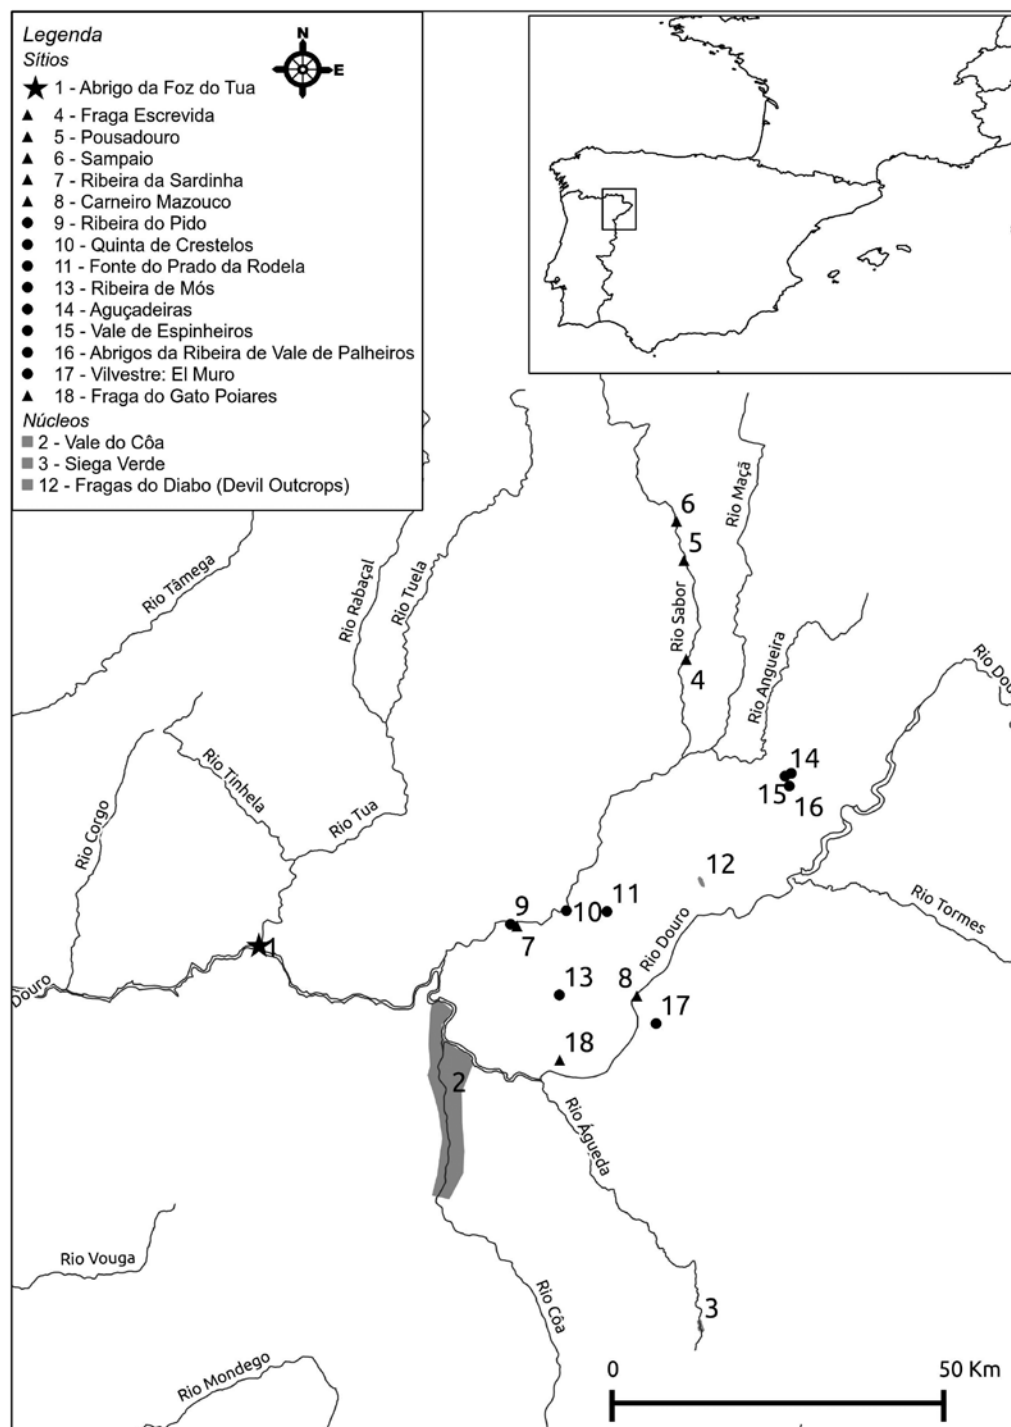 Legenda
Sítios
N
E
1 - Abrigo da Foz do Tua
4 - Fraga Escrevida
5 - Pousadouro
6 - Sampaio
7 - Ribeira da Sardinha
8 - Carneiro Mazouco
9 - Ribeira do Pido
10 - Quinta de Crestelos
11 - Fonte do Prado da Rodela
13 - Ribeira de Mós
14 - Aguçadeiras
15 - Vale de Espinheiros
16 - Abrigos da Ribeira de Vale de Palheiros
17 - Vilvestre: El Muro
18 - Fraga do Gato Poiares
Núcleos
2 - Vale do Côa
3 - Siega Verde
12 - Fragas do Diabo (Devil Outcrops)
6
5
4
Rio Maçã
Rio Sabor
Rio Tâmega
Rio Rabaçal
Rio Tuela
Rio Angueira
Rio Dou
14
15
16
Rio Tinhela
Rio Tua
Rio Corgo
12
Rio Tormes
9
10
11
7
1
Rio Douro
Douro
13
8
17
18
2
Rio Águeda
Rio Vouga
Rio Côa
3
Rio Mondego
0
50 Km